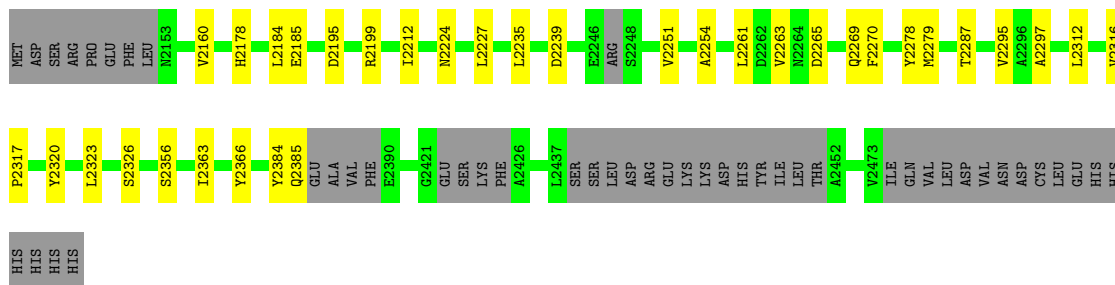 MET ASP SER ARG PRO GLU PHE LEU N2153 V2160 H2178 L2184 E2185 D2195 R2199 I2212 N2224 L2227 L2235 D2239 E2246 ARG S2248 V2251 A2254 L2261 D2262 V2263 N2264 D2265 Q2269 F2270 Y2278 M2279 T2287 V2295 A2296 A2297 L2312 V2316
P2317 Y2320 L2323 S2326 S2356 I2363 Y2366 Y2384 Q2385 GLU ALA VAL PHE E2390 G2421 GLU SER LYS PHE A2426 L2437 SER SER LEU ASP ARG GLU LYS LYS ASP HIS TYR ILE LEU THR A2452 V2473 ILE GLN VAL LEU ASP VAL ASN ASP CYS LEU GLU HIS HIS
HIS HIS HIS HIS